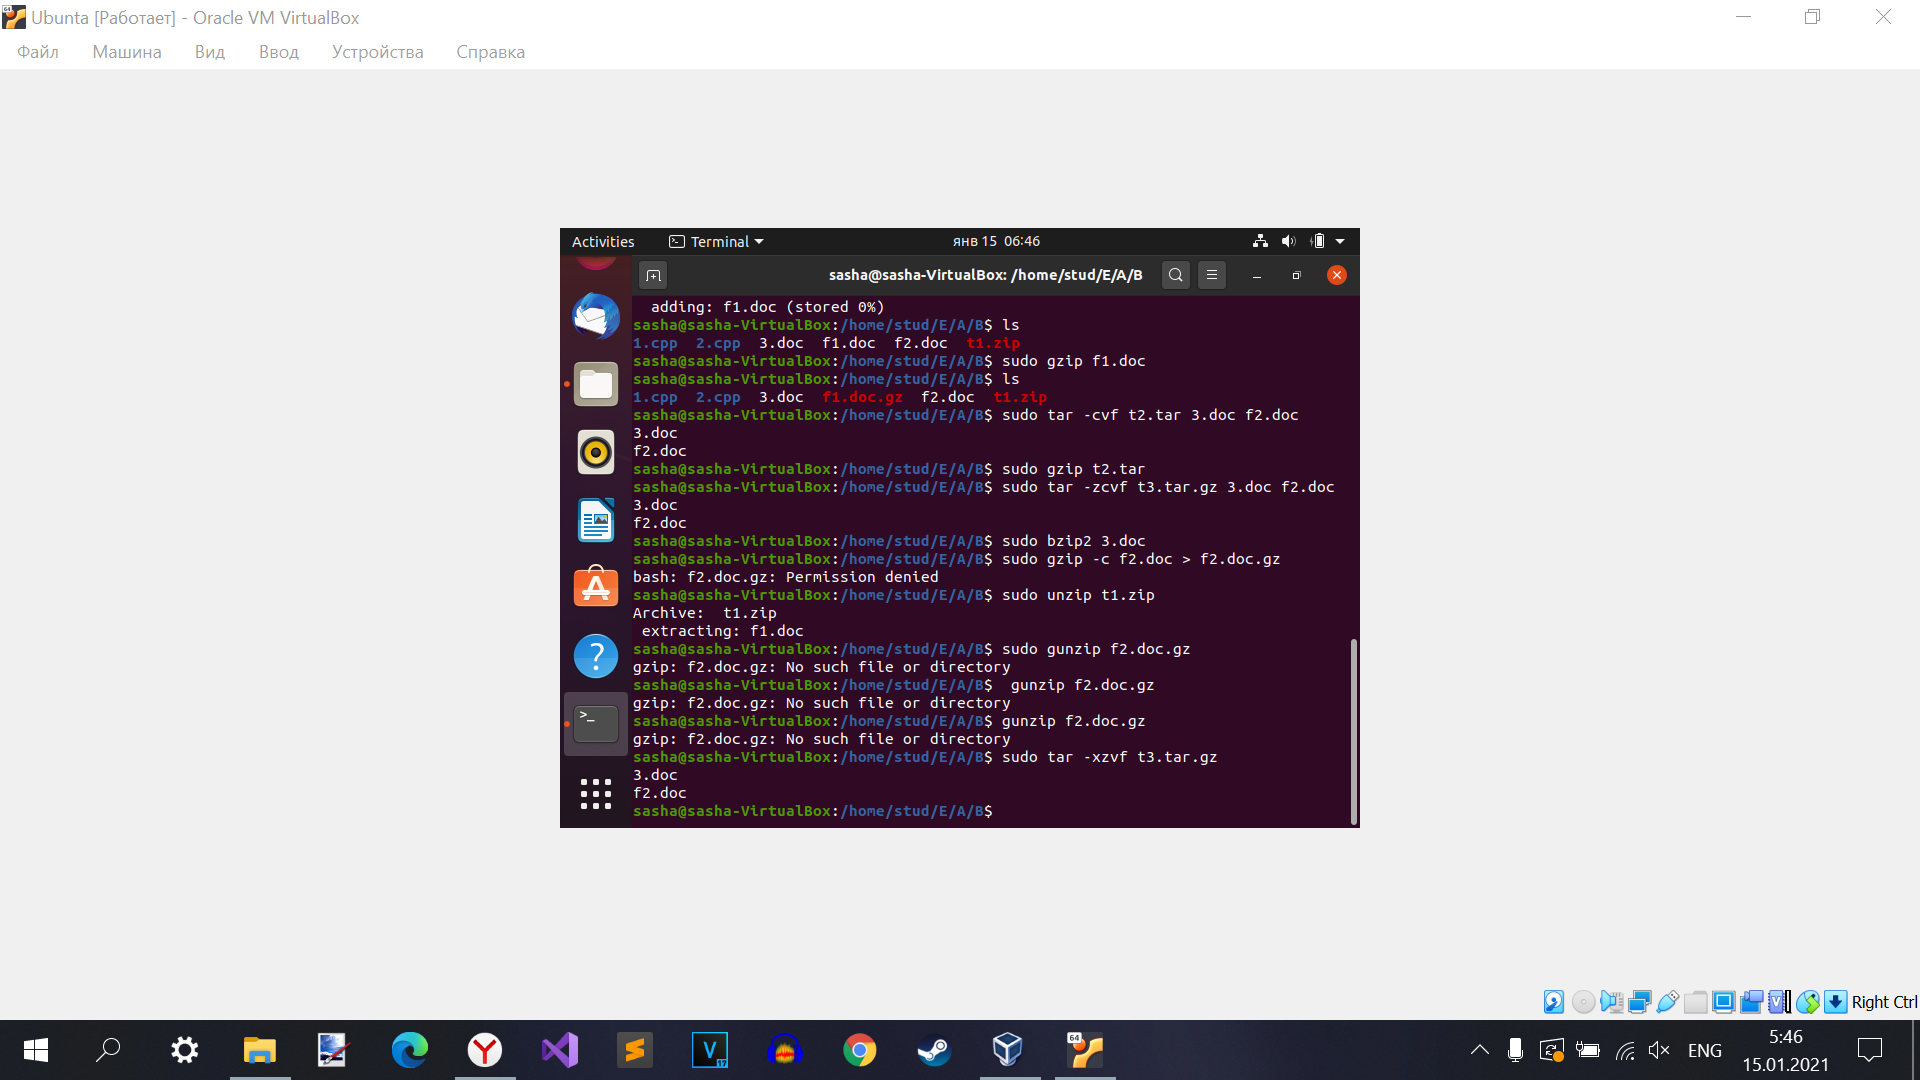 Ubunta [Работает] - Oracle VM VirtualBox
Файл Машина Вид Ввод Устройства Справка
Activities Terminal янв 15 06:46
sasha@sasha-VirtualBox: /home/stud/E/A/B
adding: f1.doc (stored 0%)
sasha@sasha-VirtualBox:/home/stud/E/A/B$ ls
1.cpp 2.cpp 3.doc f1.doc f2.doc t1.zip
sasha@sasha-VirtualBox:/home/stud/E/A/B$ sudo gzip f1.doc
sasha@sasha-VirtualBox:/home/stud/E/A/B$ ls
1.cpp 2.cpp 3.doc f1.doc.gz f2.doc t1.zip
sasha@sasha-VirtualBox:/home/stud/E/A/B$ sudo tar -cvf t2.tar 3.doc f2.doc
3.doc
f2.doc
sasha@sasha-VirtualBox:/home/stud/E/A/B$ sudo gzip t2.tar
sasha@sasha-VirtualBox:/home/stud/E/A/B$ sudo tar -zcvf t3.tar.gz 3.doc f2.doc
3.doc
f2.doc
sasha@sasha-VirtualBox:/home/stud/E/A/B$ sudo bzip2 3.doc
sasha@sasha-VirtualBox:/home/stud/E/A/B$ sudo gzip -c f2.doc > f2.doc.gz
bash: f2.doc.gz: Permission denied
sasha@sasha-VirtualBox:/home/stud/E/A/B$ sudo unzip t1.zip
Archive:  t1.zip
extracting: f1.doc
sasha@sasha-VirtualBox:/home/stud/E/A/B$ sudo gunzip f2.doc.gz
gzip: f2.doc.gz: No such file or directory
sasha@sasha-VirtualBox:/home/stud/E/A/B$  gunzip f2.doc.gz
gzip: f2.doc.gz: No such file or directory
sasha@sasha-VirtualBox:/home/stud/E/A/B$ gunzip f2.doc.gz
gzip: f2.doc.gz: No such file or directory
sasha@sasha-VirtualBox:/home/stud/E/A/B$ sudo tar -xzvf t3.tar.gz
3.doc
f2.doc
sasha@sasha-VirtualBox:/home/stud/E/A/B$
Right Ctrl
ENG
5:46
15.01.2021